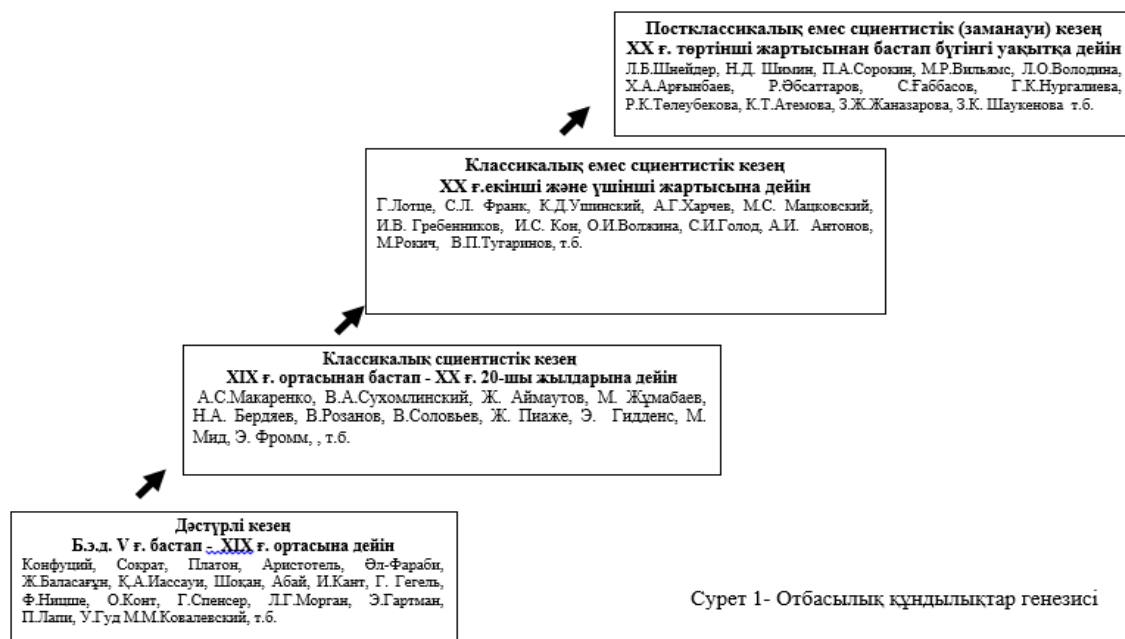 Постклассикалық емес сциентистік (заманауи) кезең
XX ғ. төртінші жартысынан бастап бүгінгі уақытқа дейін
Л.Б.Шнейдер, Н.Д. Шимин, П.А.Сорокин, М.Р.Вильямс, Л.О.Володина,
Х.А.Арғынбаев, Р.Әбсаттаров, С.Ғаббасов, Г.К.Нургалиева,
Р.К.Төлеубекова, К.Т.Атемова, З.Ж.Жаназарова, З.К. Шаукенова т.б.
Классикалық емес сциентистік кезең
XX ғ.екінші және үшінші жартысына дейін
Г.Лотце, С.Л. Франк, К.Д.Ушинский, А.Г.Харчев, М.С. Мацковский,
И.В. Гребенников, И.С. Кон, О.И.Волжина, С.И.Голод, А.И. Антонов,
М.Рокич, В.П.Тугаринов, т.б.
Классикалық сциентистік кезең
XIX ғ. ортасынан бастап - XX ғ. 20-шы жылдарына дейін
А.С.Макаренко, В.А.Сухомлинский, Ж. Аймаутов, М. Жұмабаев,
Н.А. Бердяев, В.Розанов, В.Соловьев, Ж. Пиаже, Э. Гидденс, М.
Мид, Э. Фромм, , т.б.
Дәстүрлі кезең
Б.э.д. V ғ. бастап - XIX ғ. ортасына дейін
Конфуций, Сократ, Платон, Аристотель, Әл-Фараби,
Ж.Баласағұн, Қ.А.Иассауи, Шоқан, Абай, И.Кант, Г. Гегель,
Ф.Ницше, О.Конт, Г.Спенсер, Л.Г.Морган, Э.Гартман,
П.Лапи, У.Гуд М.М.Ковалевский, т.б.
Сурет 1- Отбасылық құндылықтар генезисі